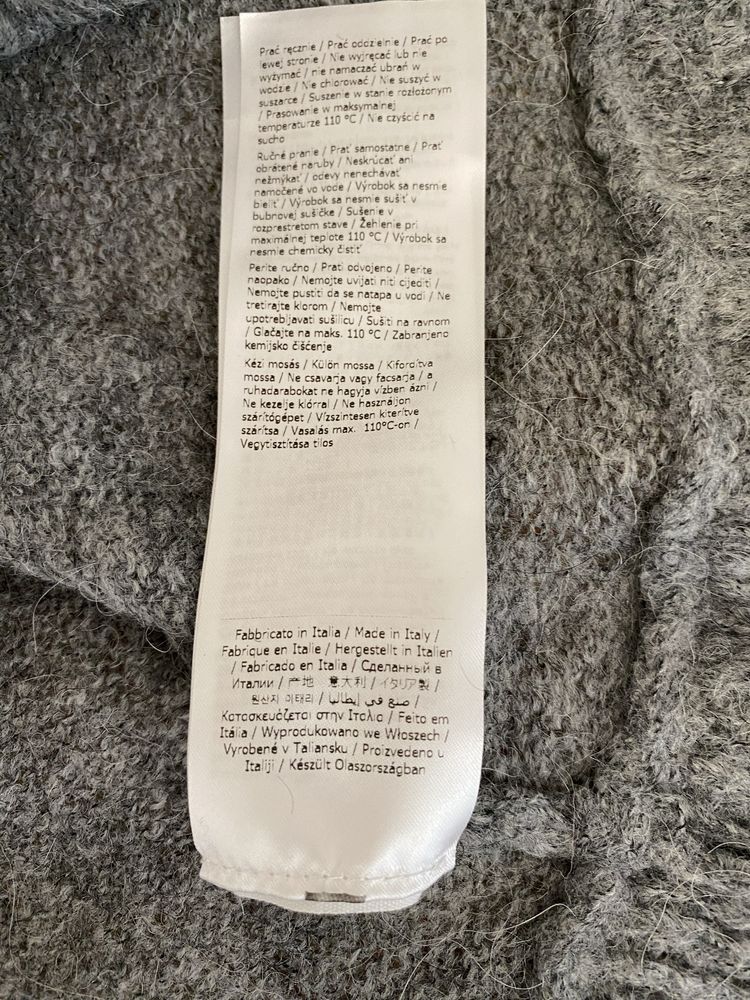 Prać ręcznie / Prać oddzielnie / Prać po
lewej stronie / Nie wyjręcać lub nie
wyżymać / nie namaczać ubrań w
wodzie / Nie chlorować / Nie suszyć w
suszarce / Suszenie w stanie rozłożonym
/ Prasowanie w maksymalnej
temperaturze 110 °C / Nie czyścić na
sucho
Ručné pranie / Prať samostatne / Prať
obrátené naruby / Neskrúcať ani
nežmýkať / odevy nenechávať
namočené vo vode / Výrobok sa nesmie
bieliť / Výrobok sa nesmie sušiť v
bubnovej sušičke / Sušenie v
rozprestretom stave / Žehlenie pri
maximálnej teplote 110 °C / Výrobok sa
nesmie chemicky čistiť
Perite ručno / Prati odvojeno / Perite
naopako / Nemojte uvijati niti cijediti /
Nemojte pustiti da se natapa u vodi / Ne
tretirajte klorom / Nemojte
upotrebljavati sušilicu / Sušiti na ravnom
/ Glačajte na maks. 110 °C / Zabranjeno
kemijsko čišćenje
Kézi mosás / Külön mossa / Kifordítva
mossa / Ne csavarja vagy facsarja / a
ruhadarabokat ne hagyja vízben ázni /
Ne kezelje klórral / Ne használjon
szárítógépet / Vízszintesen kiterítve
szárítsa / Vasalás max. 110°C-on /
Vegytisztítása tilos
Fabbricato in Italia / Made in Italy /
Fabrique en Italie / Hergestellt in Italien
/ Fabricado en Italia / Сделанный в
Италии / 产地 意大利 / イタリア製 /
원산지 이태리 / صنع في إيطاليا /
Κατασκευάζεται στην Ιταλία / Feito em
Itália / Wyprodukowano we Włoszech /
Vyrobené v Taliansku / Proizvedeno u
Italiji / Készült Olaszországban